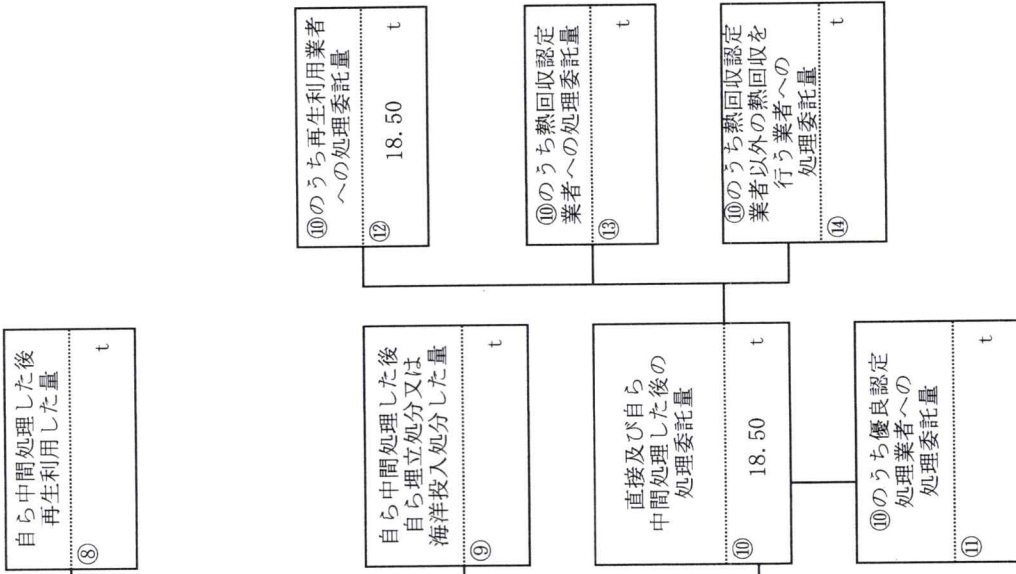 自ら中間処理した後
再生利用した量
⑧
t
自ら中間処理した後
自ら埋立処分又は
海洋投入処分した量
⑨
t
直接及び自ら
中間処理した後の
処理委託量
⑩
18.50
t
⑩のうち優良認定
処理業者への
処理委託量
⑪
t
⑩のうち再生利用業者
への処理委託量
⑫
18.50
t
⑩のうち熱回収認定
業者への処理委託量
⑬
t
⑩のうち熱回収認定
業者以外の熱回収を
行う業者への
処理委託量
⑭
t